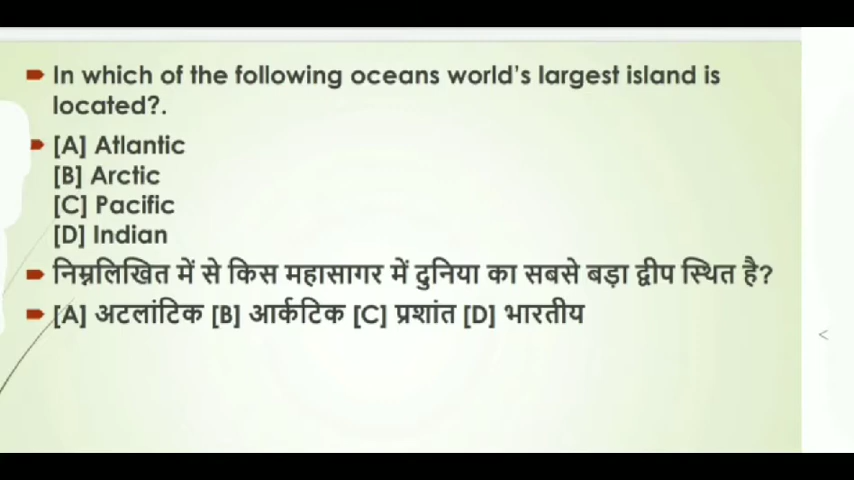 In which of the following oceans world's largest island is
located?.
[A] Atlantic
[B] Arctic
[C] Pacific
[D] Indian
निम्नलिखित में से किस महासागर में दुनिया का सबसे बड़ा द्वीप स्थित है?
[A] अटलांटिक [B] आर्कटिक [C] प्रशांत [D] भारतीय